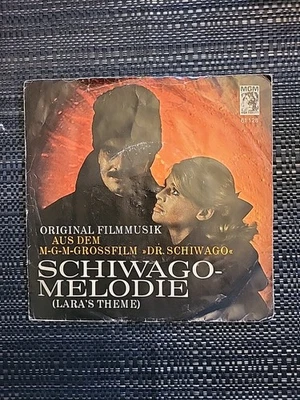 MGM
ORIGINAL FILMMUSIK
AUS DEM
M-G-M-GROSSFILM »DR. SCHIWAGO«
SCHIWAGO-
MELODIE
(LARA'S THEME)